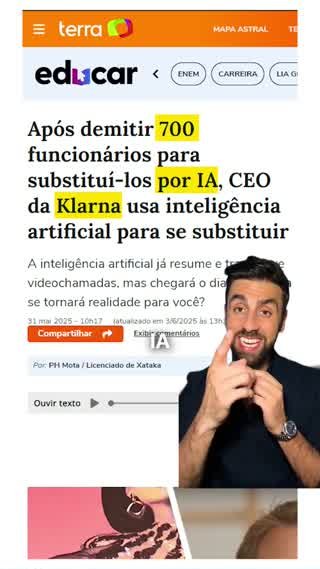 terra
MAPA ASTRAL
educar
ENEM
CARREIRA
LIA
Após demitir 700
funcionários para
substituí-los por IA, CEO
da Klarna usa inteligência
artificial para se substituir
A inteligência artificial já resume e
videochamadas, mas chegará o
se tornará realidade para você?
31 mai 2025 - 10h17 (atualizado em 3/6/2025 às 13h
Compartilhar
Exibir comentários
IA
Por: PH Mota / Licenciado de Xataka
Ouvir texto